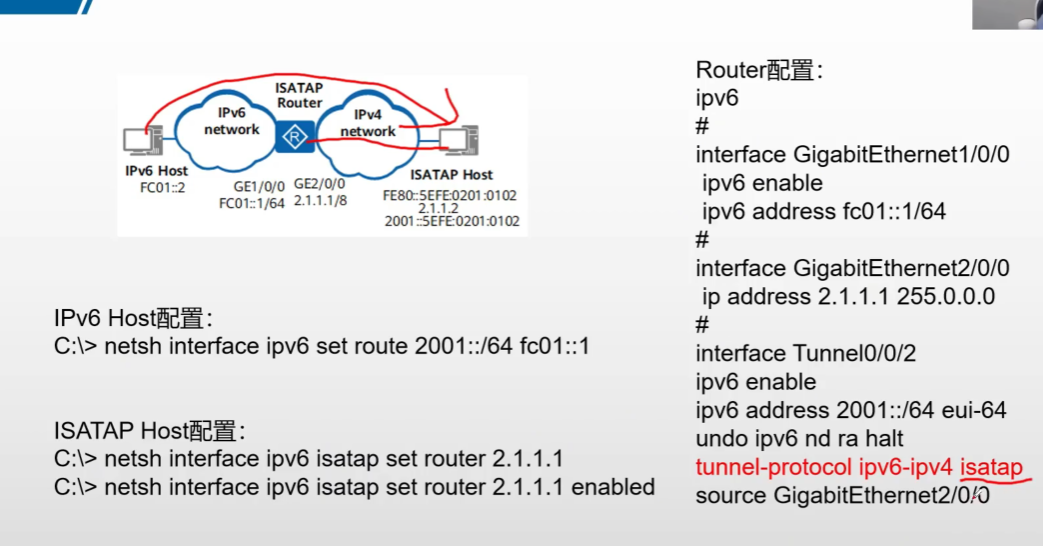 ISATAP
Router
IPv6
network
IPv4
network
R
IPv6 Host
FC01::2
GE1/0/0
FC01::1/64
GE2/0/0
2.1.1.1/8
ISATAP Host
FE80::5EFE:0201:0102
2.1.1.2
2001::5EFE:0201:0102
IPv6 Host配置：
C:\> netsh interface ipv6 set route 2001::/64 fc01::1
ISATAP Host配置：
C:\> netsh interface ipv6 isatap set router 2.1.1.1
C:\> netsh interface ipv6 isatap set router 2.1.1.1 enabled
Router配置：
ipv6
#
interface GigabitEthernet1/0/0
ipv6 enable
ipv6 address fc01::1/64
#
interface GigabitEthernet2/0/0
ip address 2.1.1.1 255.0.0.0
#
interface Tunnel0/0/2
ipv6 enable
ipv6 address 2001::/64 eui-64
undo ipv6 nd ra halt
tunnel-protocol ipv6-ipv4 isatap
source GigabitEthernet2/0/0